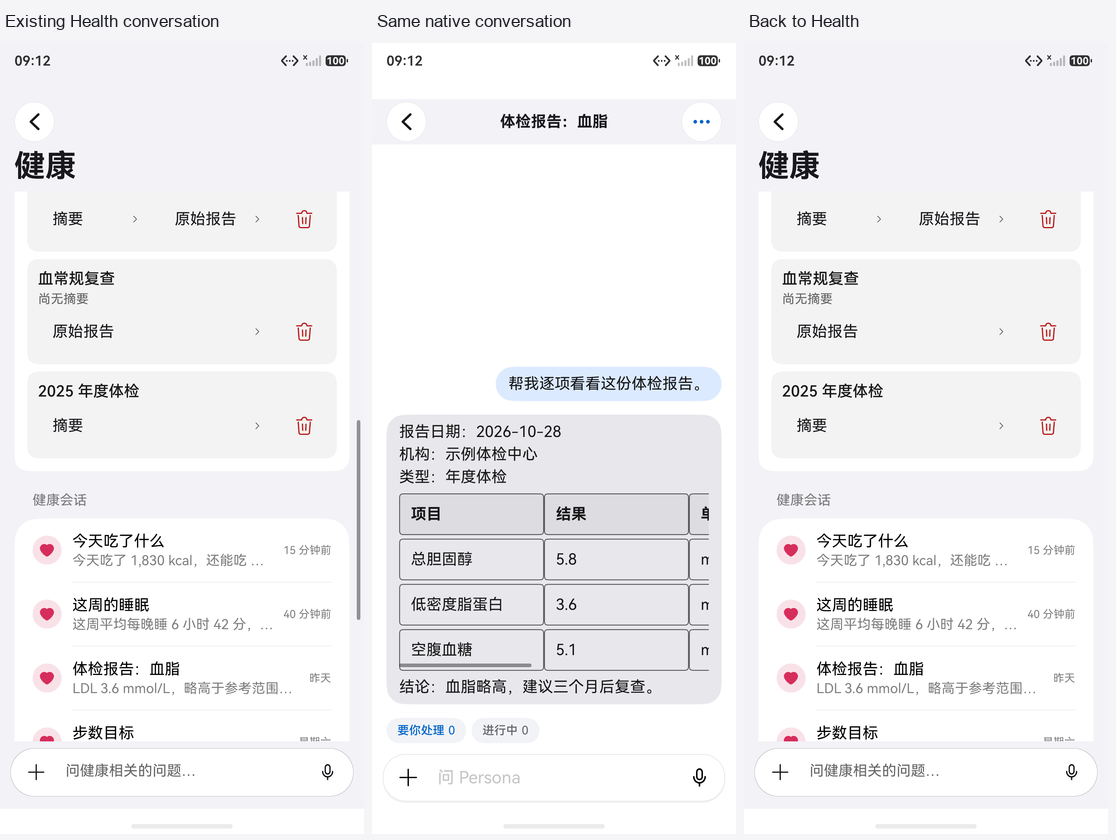 Existing Health conversation
09:12
100
健康
摘要
原始报告
血常规复查
尚无摘要
原始报告
2025 年度体检
摘要
健康会话
今天吃了什么
今天吃了 1,830 kcal，还能吃 ...
15 分钟前
这周的睡眠
这周平均每晚睡 6 小时 42 分，...
40 分钟前
体检报告：血脂
LDL 3.6 mmol/L，略高于参考范围...
昨天
步数目标
问健康相关的问题...
Same native conversation
09:12
100
体检报告：血脂
帮我逐项看看这份体检报告。
报告日期：2026-10-28
机构：示例体检中心
类型：年度体检
项目 结果
总胆固醇 5.8 m
低密度脂蛋白 3.6 m
空腹血糖 5.1 m
结论：血脂略高，建议三个月后复查。
要你处理 0 进行中 0
问 Persona
Back to Health
09:12
100
健康
摘要
原始报告
血常规复查
尚无摘要
原始报告
2025 年度体检
摘要
健康会话
今天吃了什么
今天吃了 1,830 kcal，还能吃 ...
15 分钟前
这周的睡眠
这周平均每晚睡 6 小时 42 分，...
40 分钟前
体检报告：血脂
LDL 3.6 mmol/L，略高于参考范围...
昨天
步数目标
问健康相关的问题...